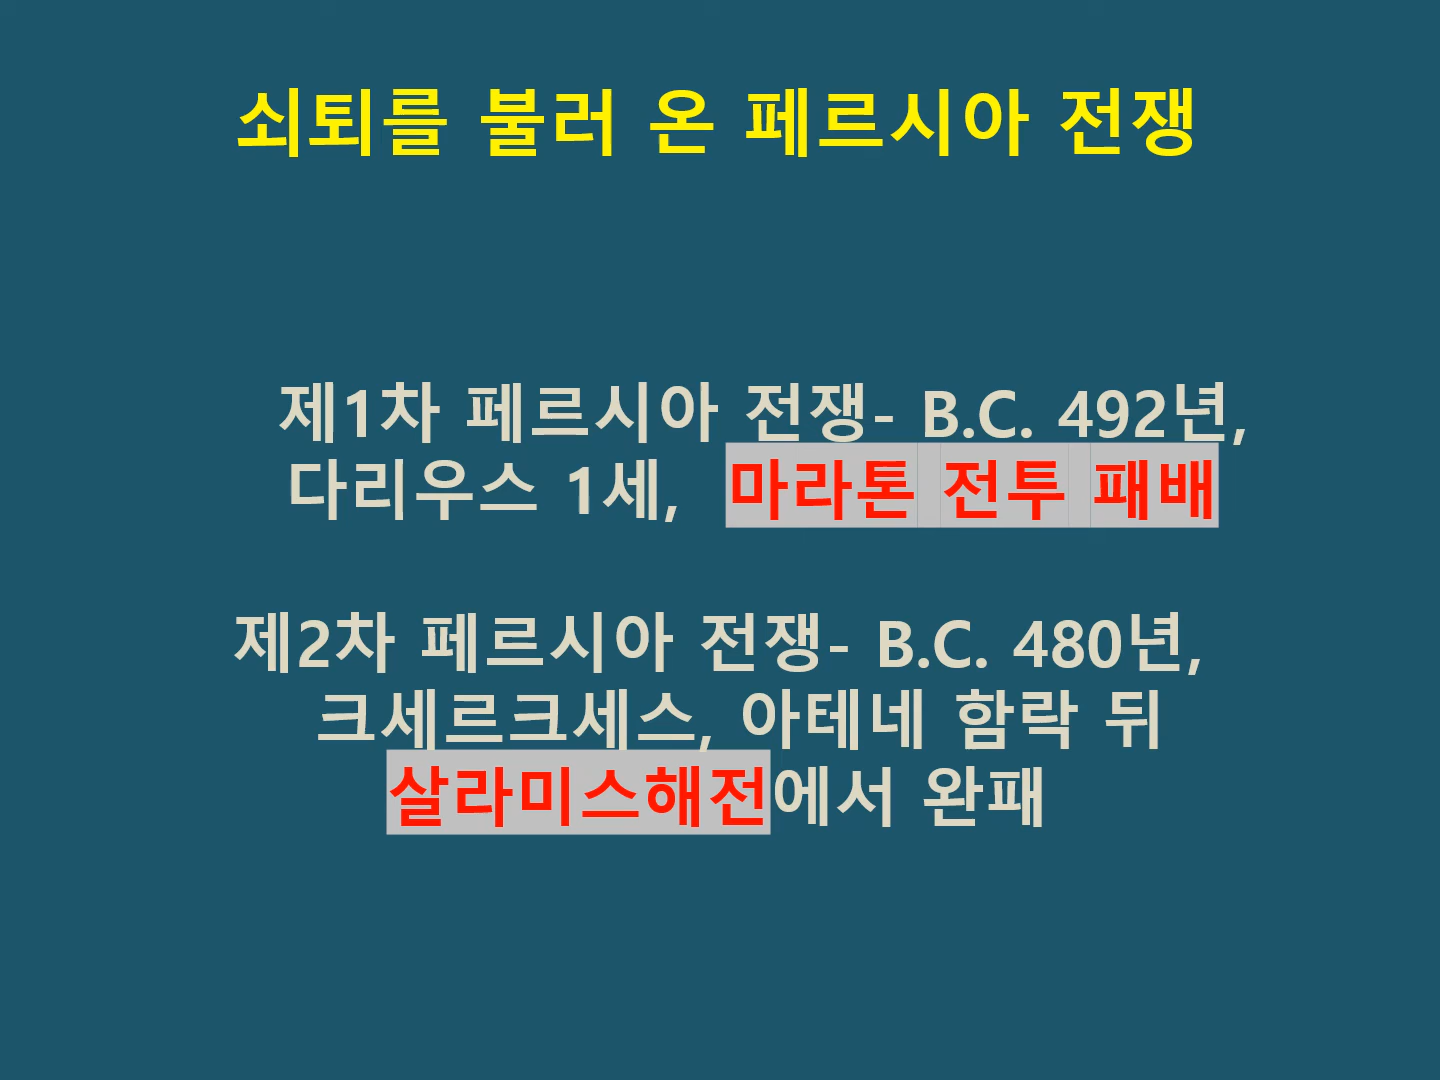 쇠퇴를 불러 온 페르시아 전쟁
제1차 페르시아 전쟁- B.C. 492년,
다리우스 1세, 마라톤 전투 패배
제2차 페르시아 전쟁- B.C. 480년,
크세르크세스, 아테네 함락 뒤
살라미스해전에서 완패